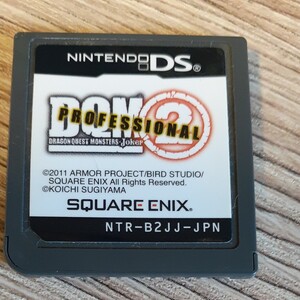 NINTENDO DS
DQM 2
PROFESSIONAL
DRAGON QUEST MONSTERS-Joker
©2011 ARMOR PROJECT/BIRD STUDIO/
SQUARE ENIX All Rights Reserved.
©KOICHI SUGIYAMA
SQUARE ENIX.
NTR-B2JJ-JPN